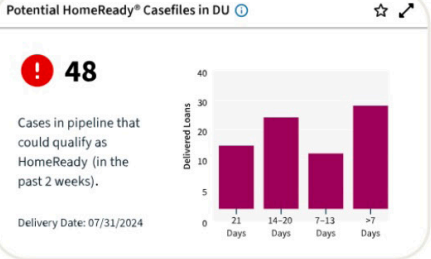 Potential HomeReady® Casefiles in DU
48
Cases in pipeline that
could qualify as
HomeReady (in the
past 2 weeks).
Delivery Date: 07/31/2024
Delivered Loans
40
30
20
10
5
0
21
Days
14–20
Days
7–13
Days
>7
Days